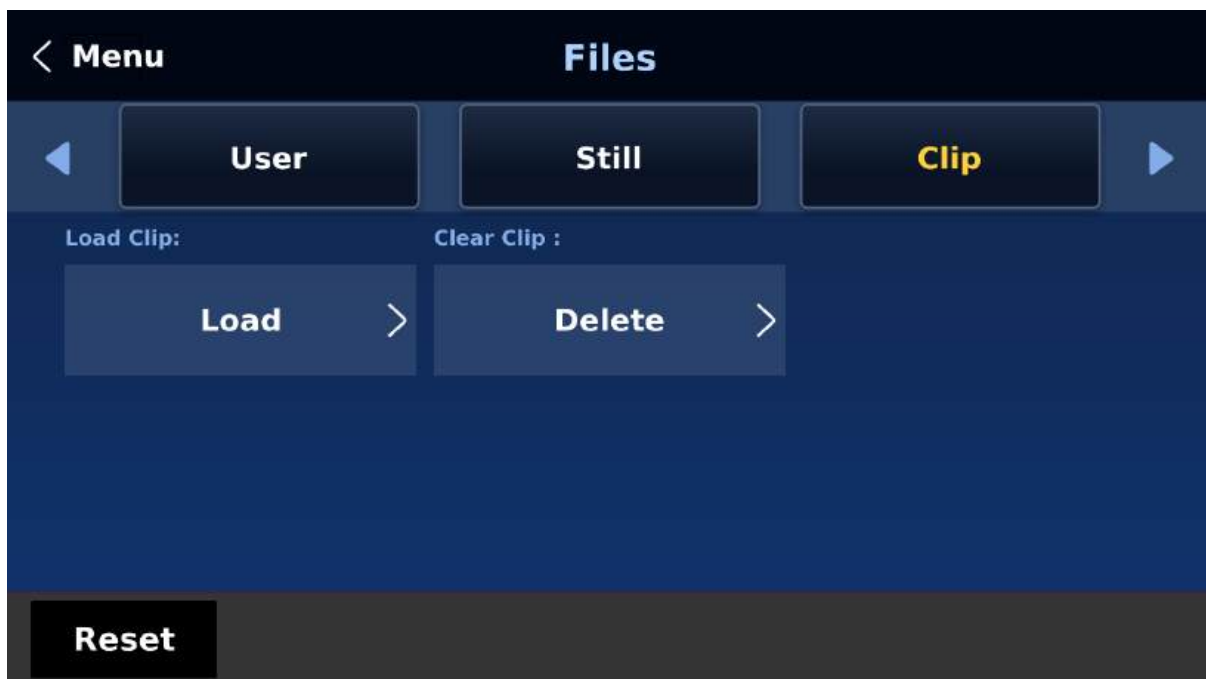 Menu
Files
User
Still
Clip
Load Clip:
Clear Clip :
Load
Delete
Reset